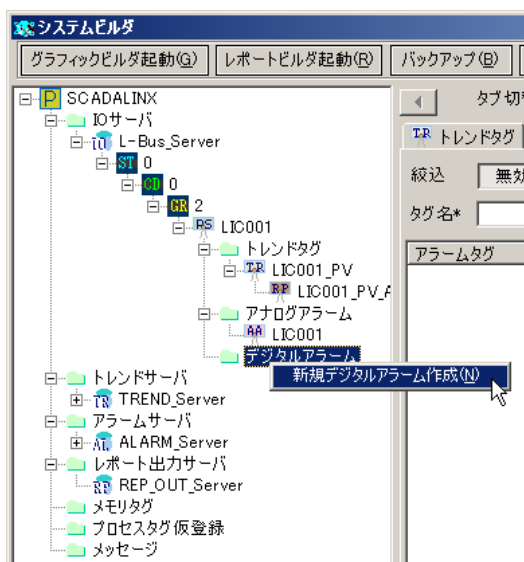 システムビルダ
グラフィックビルダ起動(G) レポートビルダ起動(R) バックアップ(B)
P SCADALINX
IOサーバ
IO L-Bus_Server
ST 0
CD 0
GR 2
PS LIC001
トレンドタグ
TR LIC001_PV
RP LIC001_PV_A
アナログアラーム
AA LIC001
デジタルアラーム
新規デジタルアラーム作成(N)
トレンドサーバ
TR TREND_Server
アラームサーバ
AL ALARM_Server
レポート出力サーバ
RP REP_OUT_Server
メモリタグ
プロセスタグ仮登録
メッセージ
タブ切
TR トレンドタグ
絞込 無効
タグ名*
アラームタグ